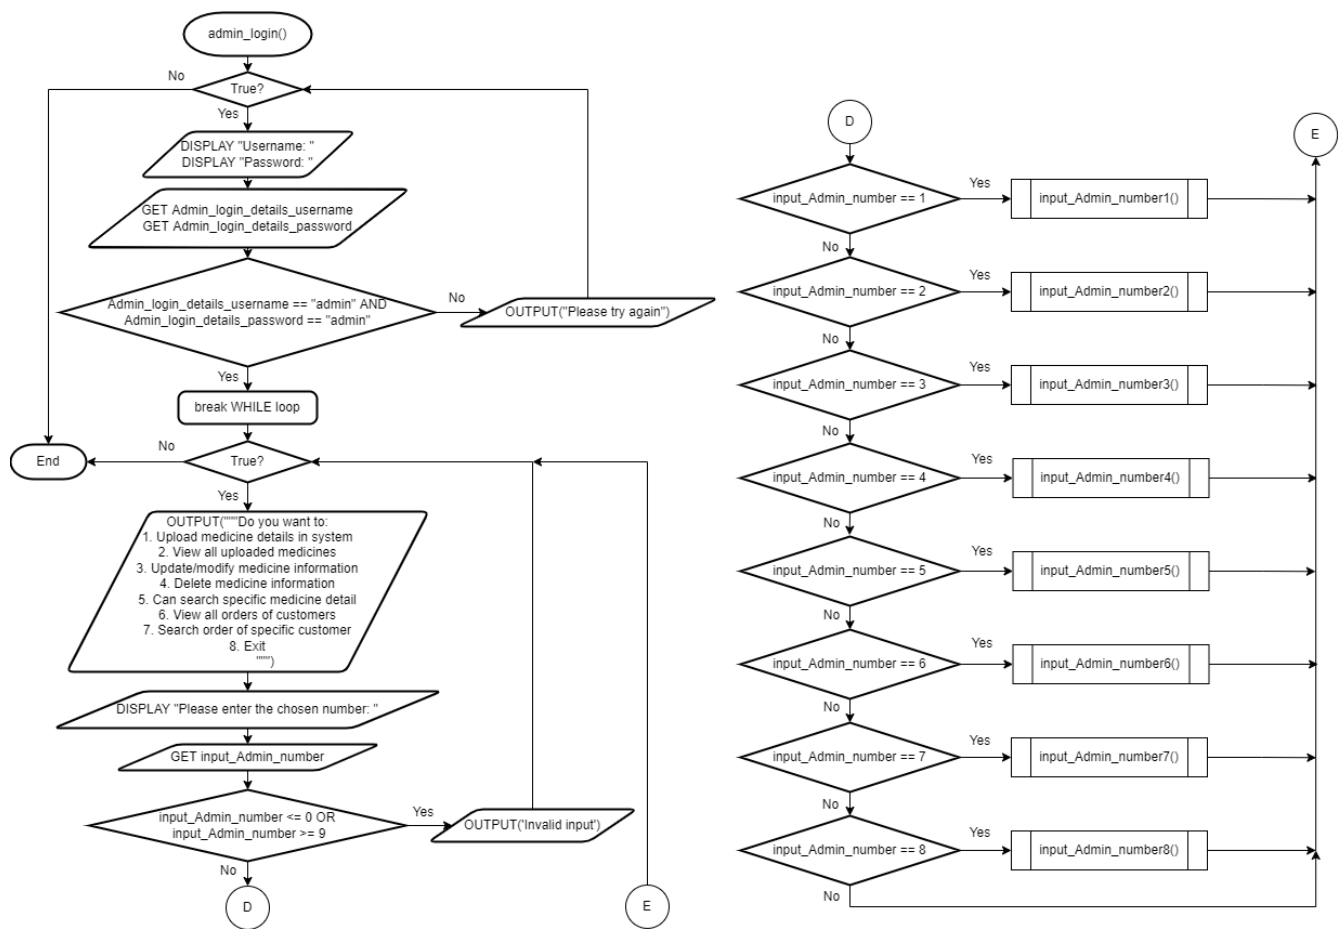 admin_login()
No
True?
Yes
DISPLAY "Username: "
DISPLAY "Password: "
GET Admin_login_details_username
GET Admin_login_details_password
Admin_login_details_username == "admin" AND
Admin_login_details_password == "admin"
No
OUTPUT("Please try again")
Yes
break WHILE loop
No
End
True?
Yes
OUTPUT("""Do you want to:
1. Upload medicine details in system
2. View all uploaded medicines
3. Update/modify medicine information
4. Delete medicine information
5. Can search specific medicine detail
6. View all orders of customers
7. Search order of specific customer
8. Exit
""")
DISPLAY "Please enter the chosen number: "
GET input_Admin_number
input_Admin_number <= 0 OR
input_Admin_number >= 9
Yes
OUTPUT('Invalid input')
No
D
E
D
E
input_Admin_number == 1
Yes
input_Admin_number1()
No
input_Admin_number == 2
Yes
input_Admin_number2()
No
input_Admin_number == 3
Yes
input_Admin_number3()
No
input_Admin_number == 4
Yes
input_Admin_number4()
No
input_Admin_number == 5
Yes
input_Admin_number5()
No
input_Admin_number == 6
Yes
input_Admin_number6()
No
input_Admin_number == 7
Yes
input_Admin_number7()
No
input_Admin_number == 8
Yes
input_Admin_number8()
No